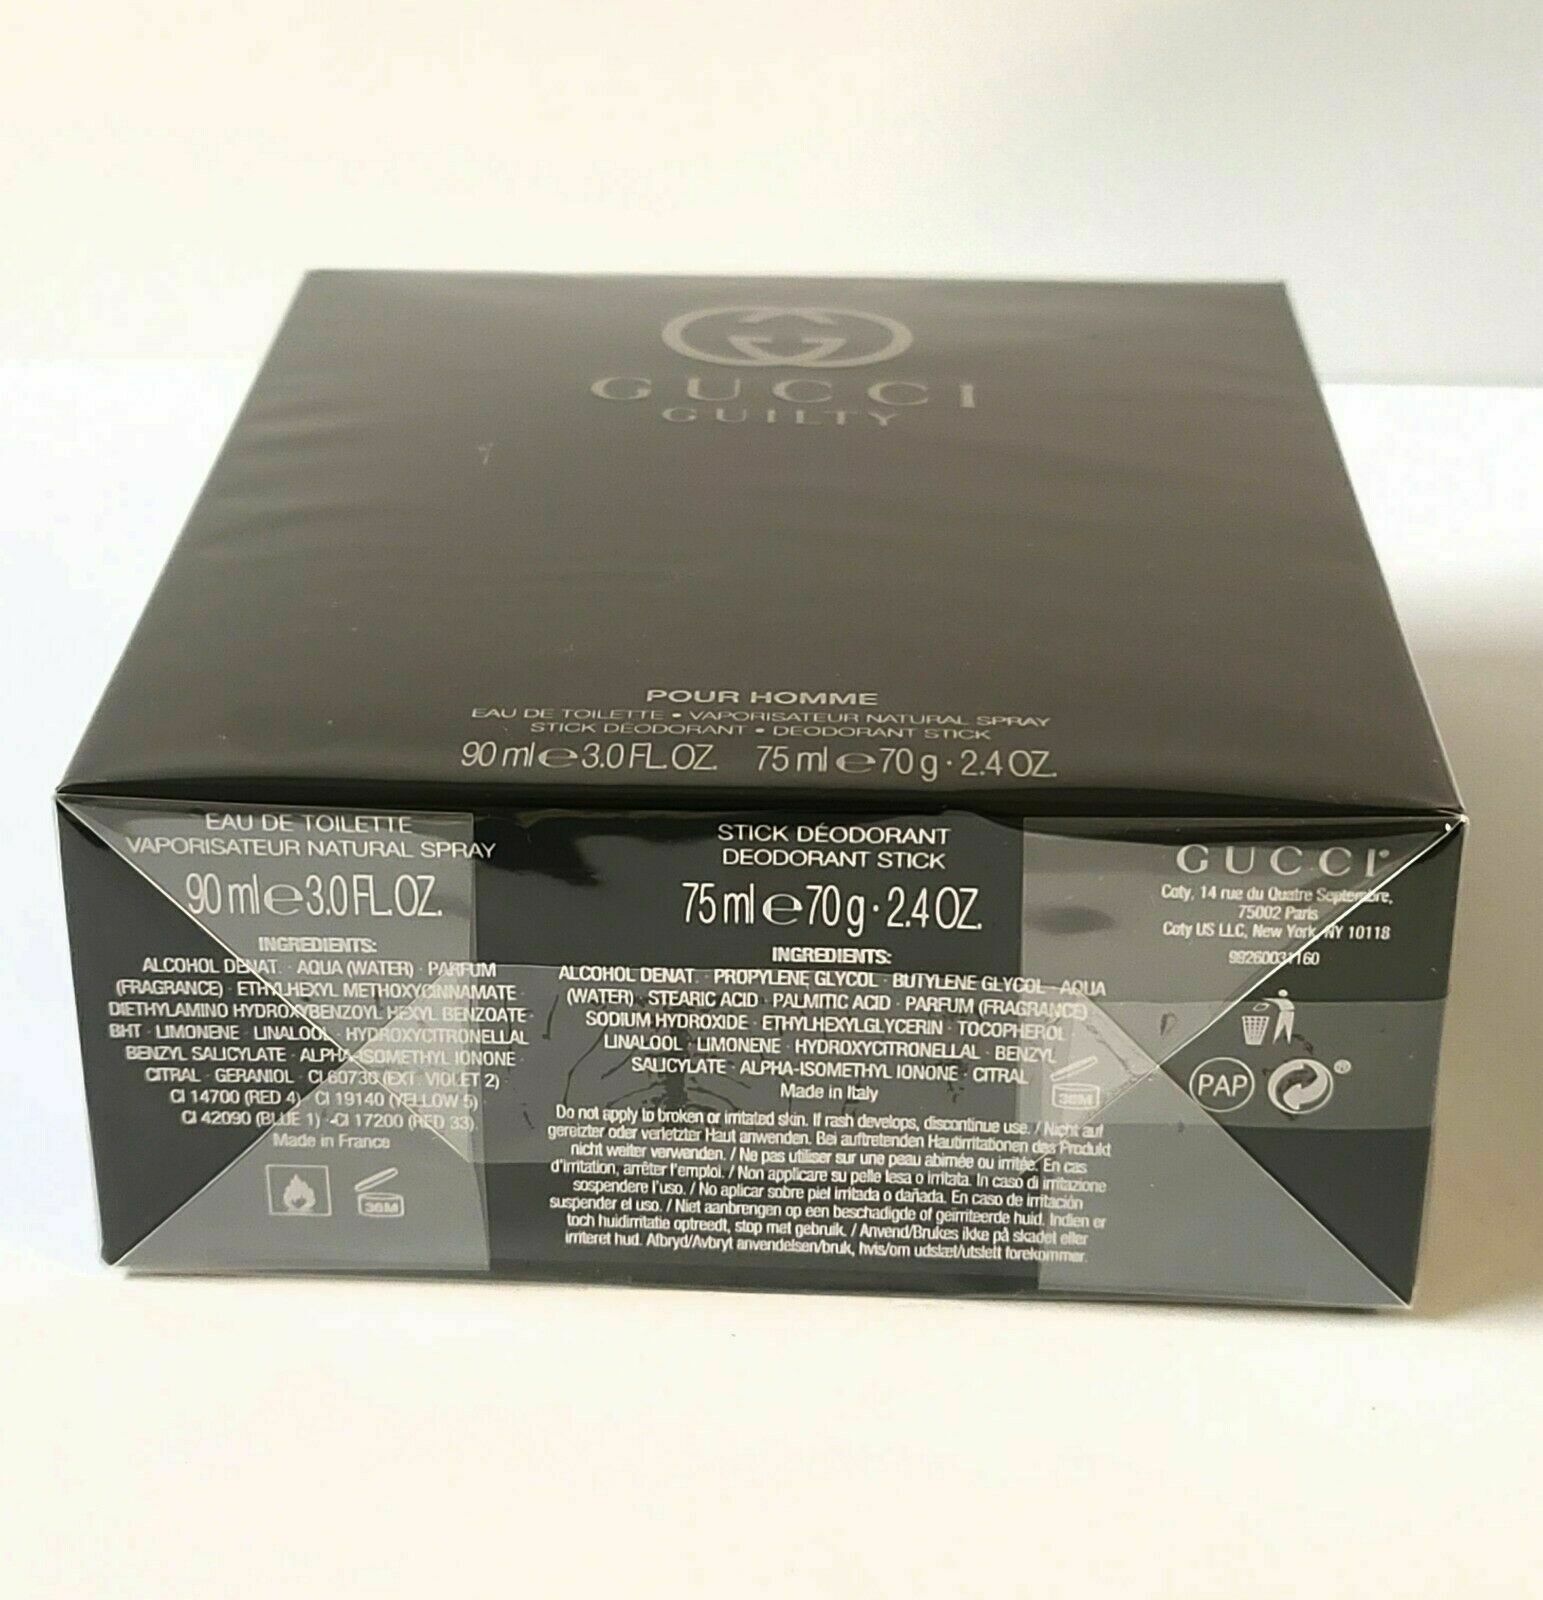 GUCCI
GUILTY
POUR HOMME
EAU DE TOILETTE • VAPORISATEUR NATURAL SPRAY
STICK DÉODORANT • DEODORANT STICK
90 ml ℮ 3.0 FL.OZ. 75 ml ℮ 70 g · 2.4 OZ.
EAU DE TOILETTE
VAPORISATEUR NATURAL SPRAY
90 ml ℮ 3.0 FL.OZ.
INGREDIENTS:
ALCOHOL DENAT. · AQUA (WATER) · PARFUM
(FRAGRANCE) · ETHYLHEXYL METHOXYCINNAMATE ·
DIETHYLAMINO HYDROXYBENZOYL HEXYL BENZOATE ·
BHT · LIMONENE · LINALOOL · HYDROXYCITRONELLAL
BENZYL SALICYLATE · ALPHA-ISOMETHYL IONONE ·
CITRAL · GERANIOL · CI 60730 (EXT. VIOLET 2)
CI 14700 (RED 4) · CI 19140 (YELLOW 5)
CI 42090 (BLUE 1) · CI 17200 (RED 33).
Made in France
36M
STICK DÉODORANT
DEODORANT STICK
75 ml ℮ 70 g · 2.4 OZ.
INGREDIENTS:
ALCOHOL DENAT. · PROPYLENE GLYCOL · BUTYLENE GLYCOL · AQUA
(WATER) · STEARIC ACID · PALMITIC ACID · PARFUM (FRAGRANCE)
SODIUM HYDROXIDE · ETHYLHEXYLGLYCERIN · TOCOPHEROL
LINALOOL · LIMONENE · HYDROXYCITRONELLAL · BENZYL
SALICYLATE · ALPHA-ISOMETHYL IONONE · CITRAL
Made in Italy
36M
Do not apply to broken or irritated skin. If rash develops, discontinue use. / Nicht auf
gereizter oder verletzter Haut anwenden. Bei auftretenden Hautirritationen das Produkt
nicht weiter verwenden. / Ne pas utiliser sur une peau abimée ou irritée. En cas
d'irritation, arrêter l'emploi. / Non applicare su pelle lesa o irritata. In caso di irritazione
sospendere l'uso. / No aplicar sobre piel irritada o dañada. En caso de irritación
suspender el uso. / Niet aanbrengen op een beschadigde of geïrriteerde huid. Indien er
toch huidirritatie optreedt, stop met gebruik. / Anvend/Brukes ikke på skadet eller
irriteret hud. Afbryd/Avbryt anvendelsen/bruk, hvis/om udslæt/utslett forekommer.
GUCCI®
Coty, 14 rue du Quatre Septembre,
75002 Paris
Coty US LLC, New York, NY 10118
99260031160
PAP
®